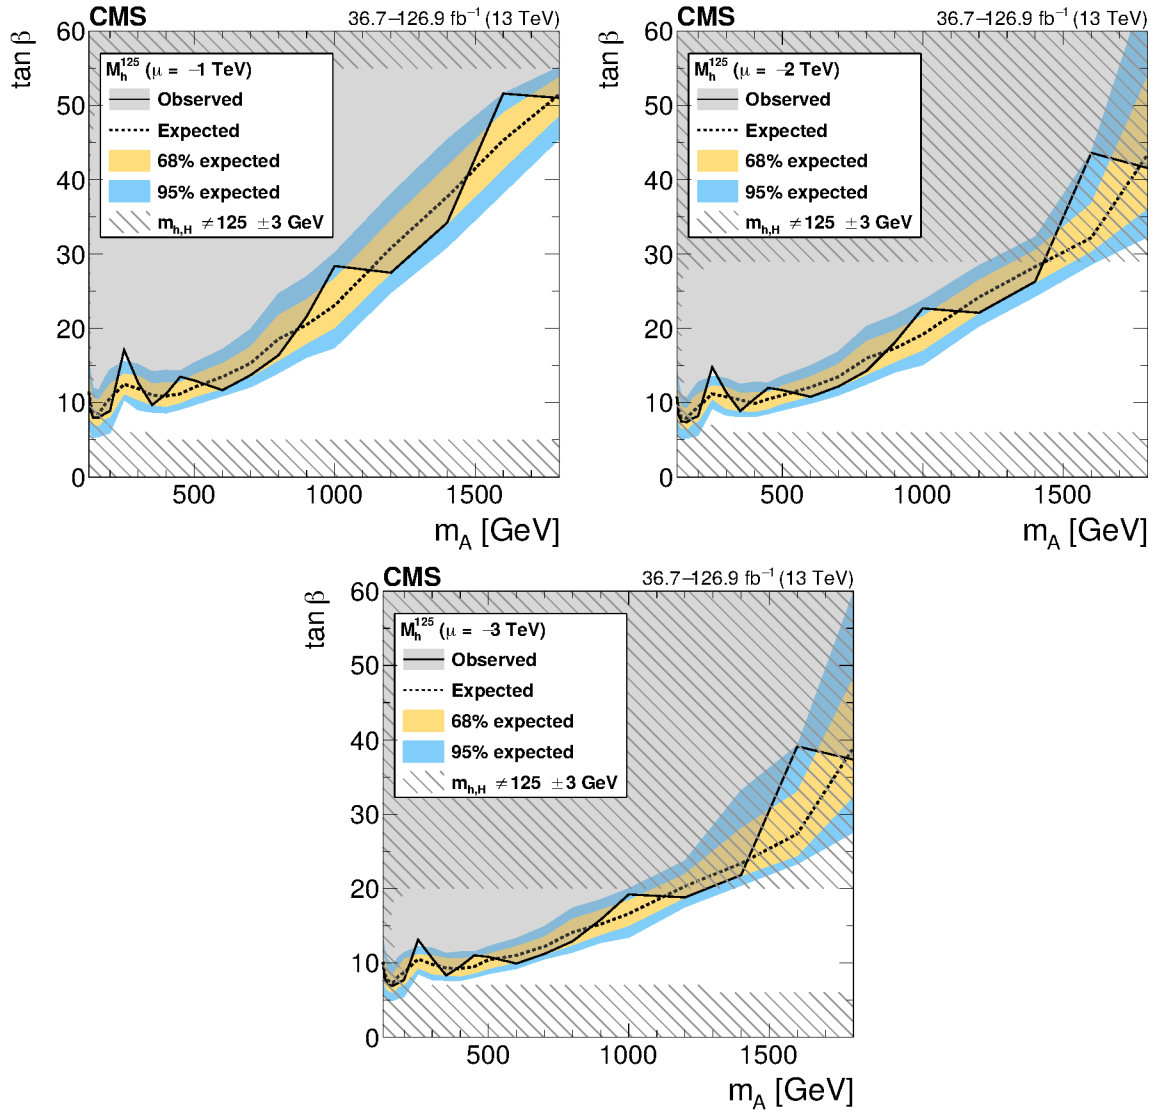 CMS 36.7–126.9 fb⁻¹ (13 TeV)
tan β
60
50
40
30
20
10
0
M_h^125 (μ = −1 TeV)
Observed
Expected
68% expected
95% expected
m_h,H ≠ 125 ±3 GeV
500 1000 1500
m_A [GeV]
CMS 36.7–126.9 fb⁻¹ (13 TeV)
tan β
60
50
40
30
20
10
0
M_h^125 (μ = −2 TeV)
Observed
Expected
68% expected
95% expected
m_h,H ≠ 125 ±3 GeV
500 1000 1500
m_A [GeV]
CMS 36.7–126.9 fb⁻¹ (13 TeV)
tan β
60
50
40
30
20
10
0
M_h^125 (μ = −3 TeV)
Observed
Expected
68% expected
95% expected
m_h,H ≠ 125 ±3 GeV
500 1000 1500
m_A [GeV]